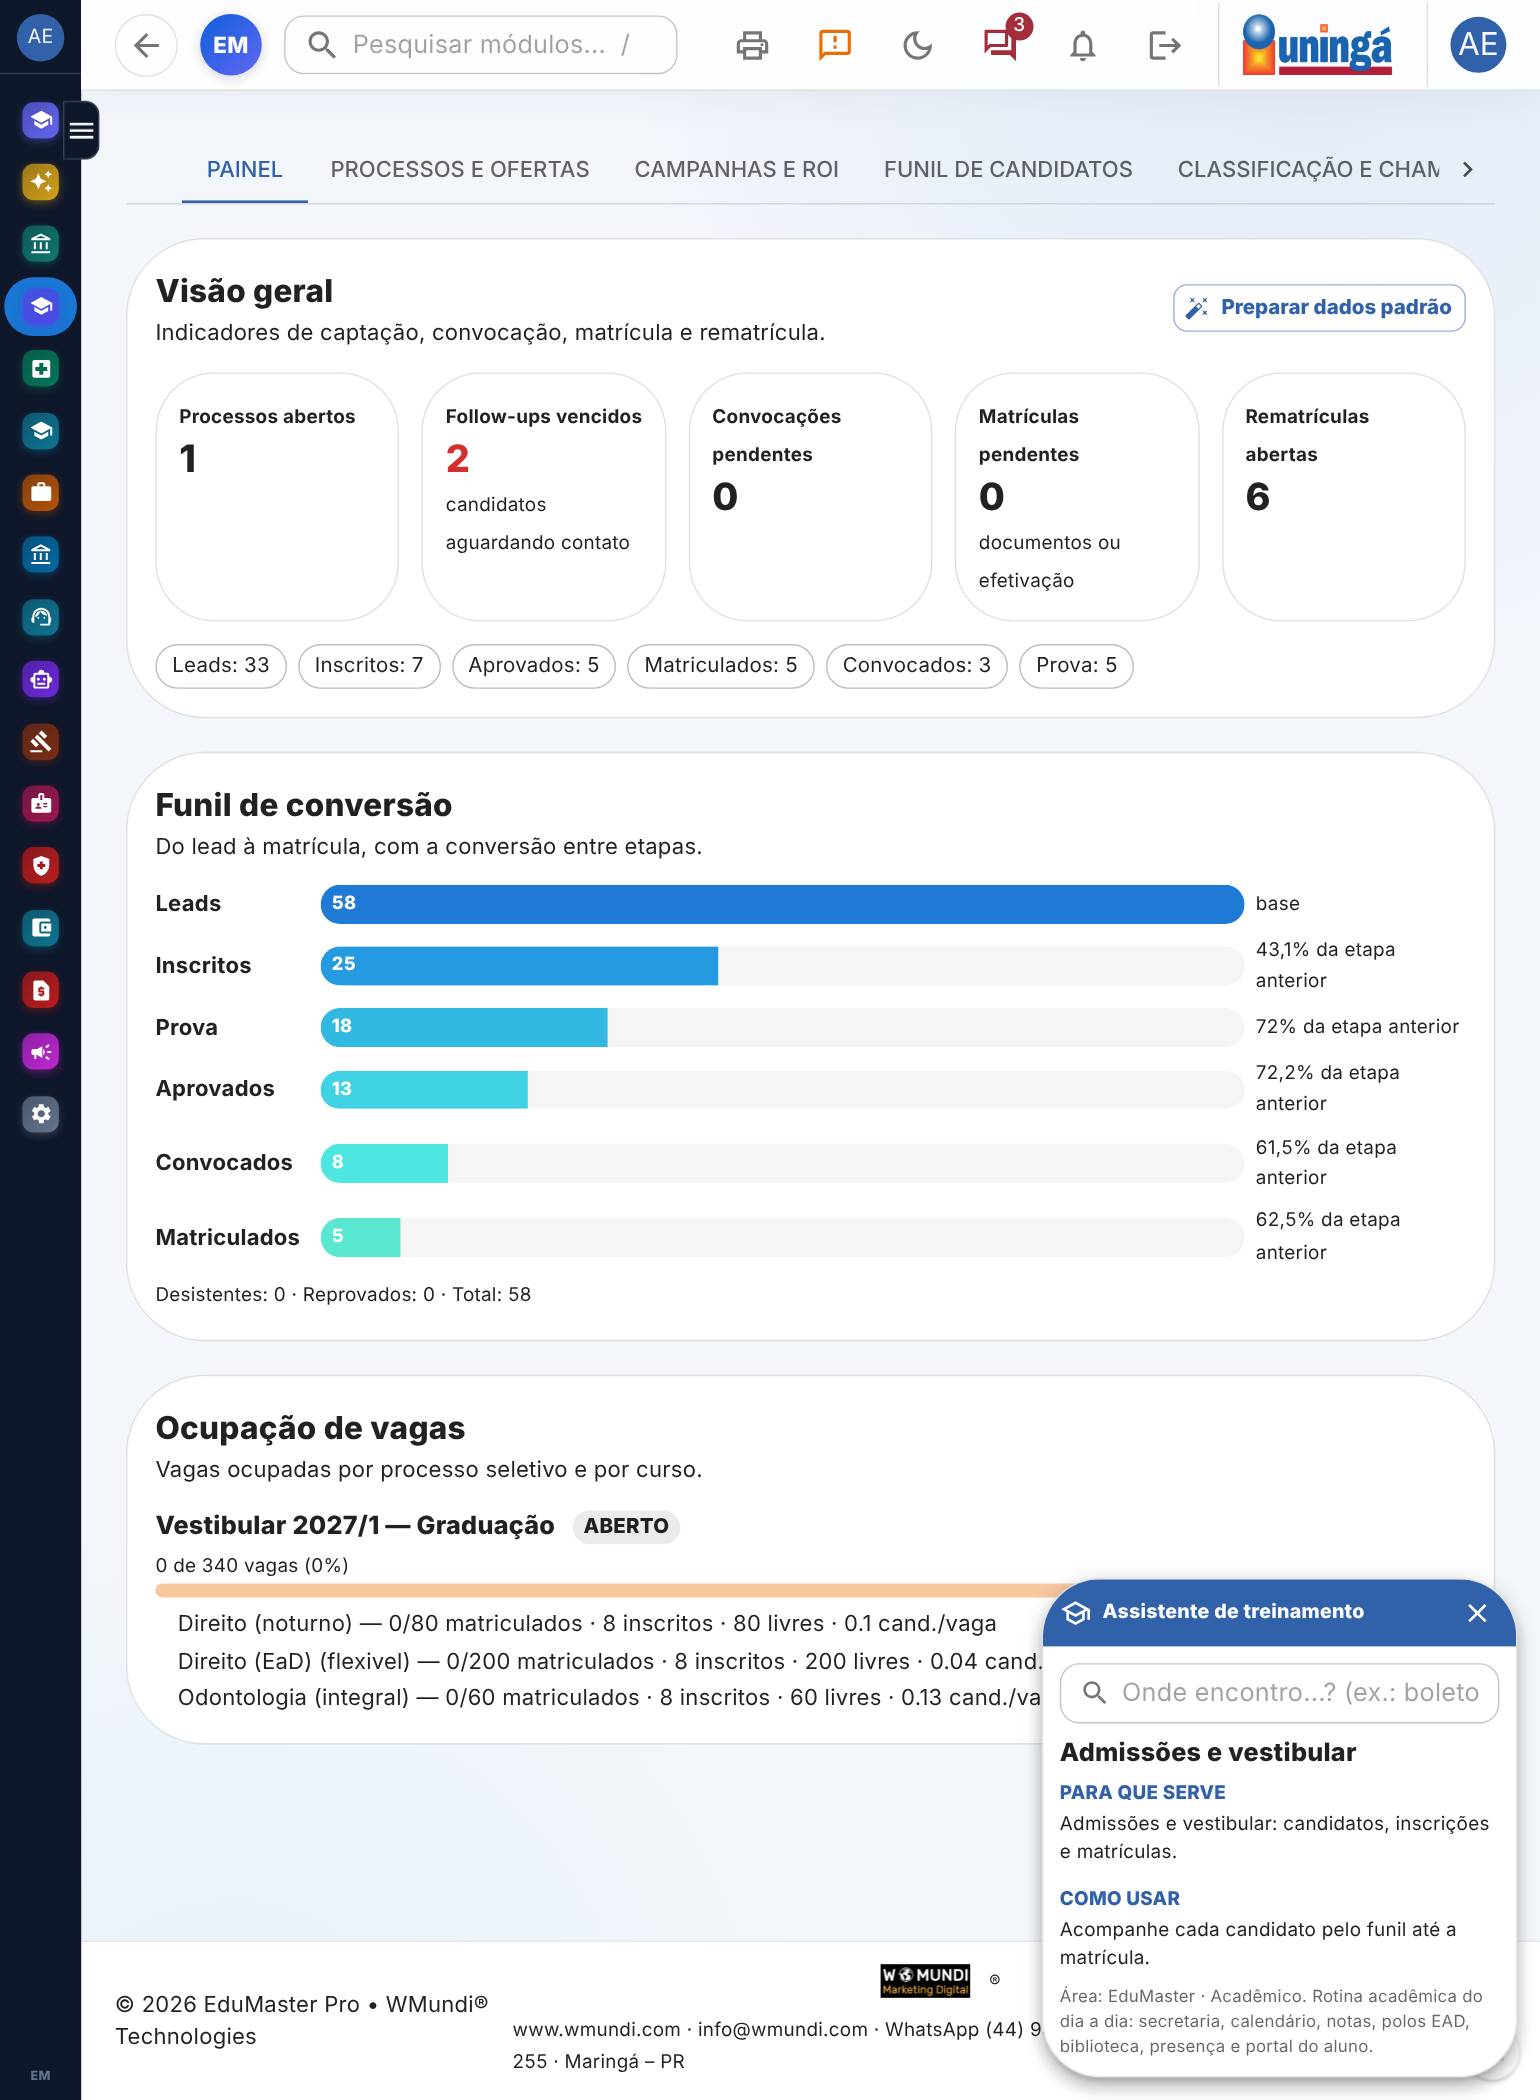 AE
EM
Pesquisar módulos... /
3
uningá
AE
PAINEL
PROCESSOS E OFERTAS
CAMPANHAS E ROI
FUNIL DE CANDIDATOS
CLASSIFICAÇÃO E CHAM
Visão geral
Indicadores de captação, convocação, matrícula e rematrícula.
Preparar dados padrão
Processos abertos
1
Follow-ups vencidos
2
candidatos
aguardando contato
Convocações
pendentes
0
Matrículas
pendentes
0
documentos ou
efetivação
Rematrículas
abertas
6
Leads: 33
Inscritos: 7
Aprovados: 5
Matriculados: 5
Convocados: 3
Prova: 5
Funil de conversão
Do lead à matrícula, com a conversão entre etapas.
Leads
58
base
Inscritos
25
43,1% da etapa
anterior
Prova
18
72% da etapa anterior
Aprovados
13
72,2% da etapa
anterior
Convocados
8
61,5% da etapa
anterior
Matriculados
5
62,5% da etapa
anterior
Desistentes: 0 · Reprovados: 0 · Total: 58
Ocupação de vagas
Vagas ocupadas por processo seletivo e por curso.
Vestibular 2027/1 — Graduação
ABERTO
0 de 340 vagas (0%)
Direito (noturno) — 0/80 matriculados · 8 inscritos · 80 livres · 0.1 cand./vaga
Direito (EaD) (flexivel) — 0/200 matriculados · 8 inscritos · 200 livres · 0.04 cand.
Odontologia (integral) — 0/60 matriculados · 8 inscritos · 60 livres · 0.13 cand./va
Assistente de treinamento
Onde encontro...? (ex.: boleto
Admissões e vestibular
PARA QUE SERVE
Admissões e vestibular: candidatos, inscrições
e matrículas.
COMO USAR
Acompanhe cada candidato pelo funil até a
matrícula.
Área: EduMaster · Acadêmico. Rotina acadêmica do
dia a dia: secretaria, calendário, notas, polos EAD,
biblioteca, presença e portal do aluno.
© 2026 EduMaster Pro • WMundi®
Technologies
WOMUNDI
Marketing Digital
®
www.wmundi.com · info@wmundi.com · WhatsApp (44) 9
255 · Maringá – PR
EM